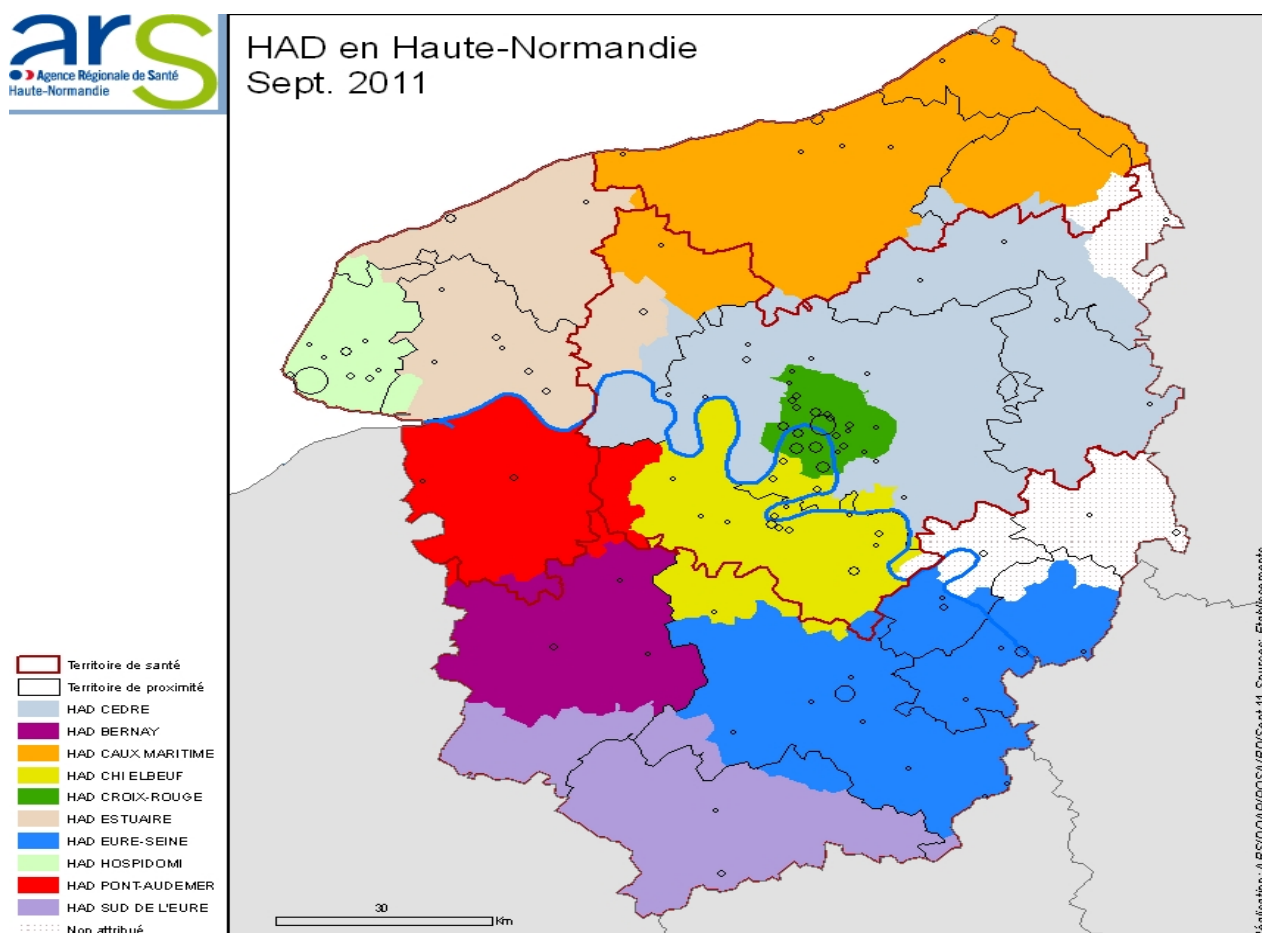 arS
Agence Régionale de Santé
Haute-Normandie
HAD en Haute-Normandie
Sept. 2011
Territoire de santé
Territoire de proximité
HAD CEDRE
HAD BERNAY
HAD CAUX MARITIME
HAD CHI ELBEUF
HAD CROIX-ROUGE
HAD ESTUAIRE
HAD EURE-SEINE
HAD HOSPIDOMI
HAD PONT-AUDEMER
HAD SUD DE L'EURE
Non attribué
30
Km
Sources: Etablissements